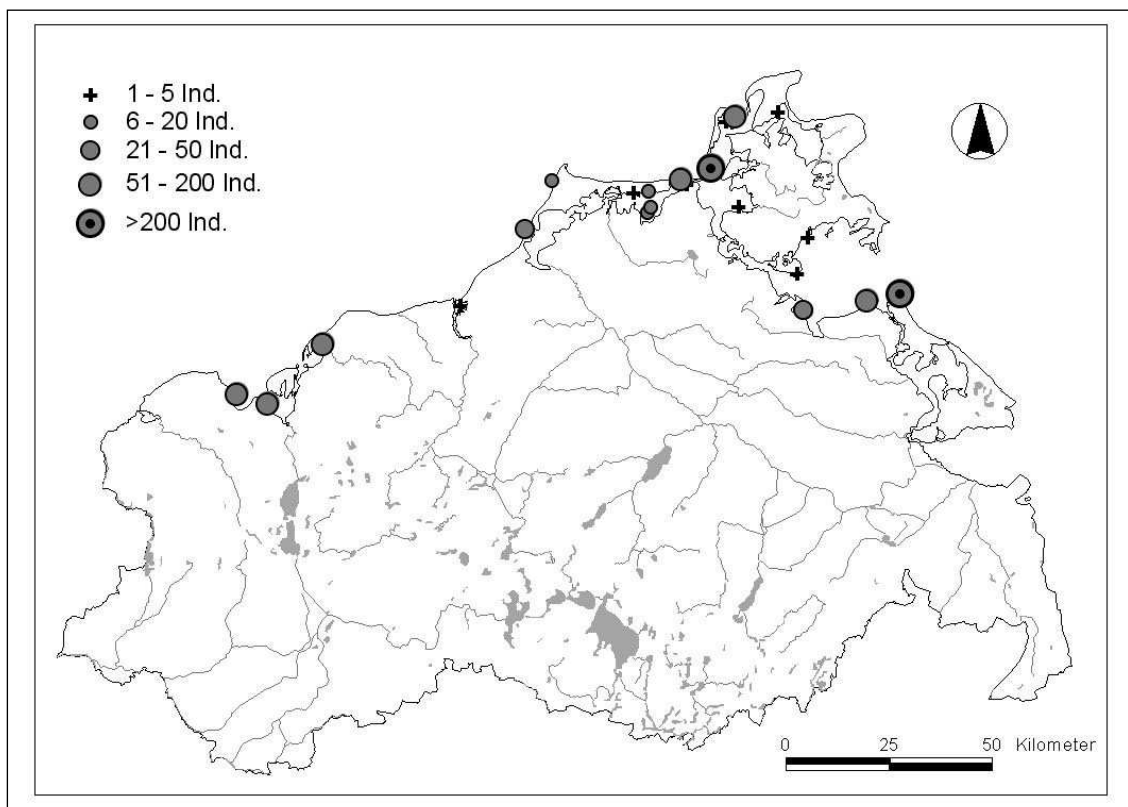 1 - 5 Ind.
6 - 20 Ind.
21 - 50 Ind.
51 - 200 Ind.
>200 Ind.
0 25 50 Kilometer